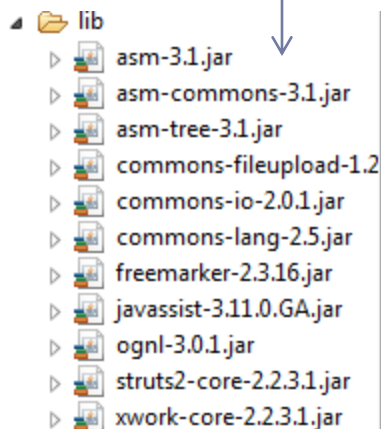 lib
asm-3.1.jar
asm-commons-3.1.jar
asm-tree-3.1.jar
commons-fileupload-1.2
commons-io-2.0.1.jar
commons-lang-2.5.jar
freemarker-2.3.16.jar
javassist-3.11.0.GA.jar
ognl-3.0.1.jar
struts2-core-2.2.3.1.jar
xwork-core-2.2.3.1.jar